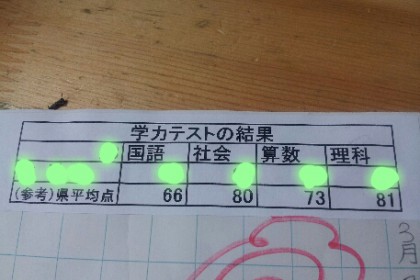 学力テストの結果
国語 社会 算数 理科
(参考)県平均点 66 80 73 81
3月